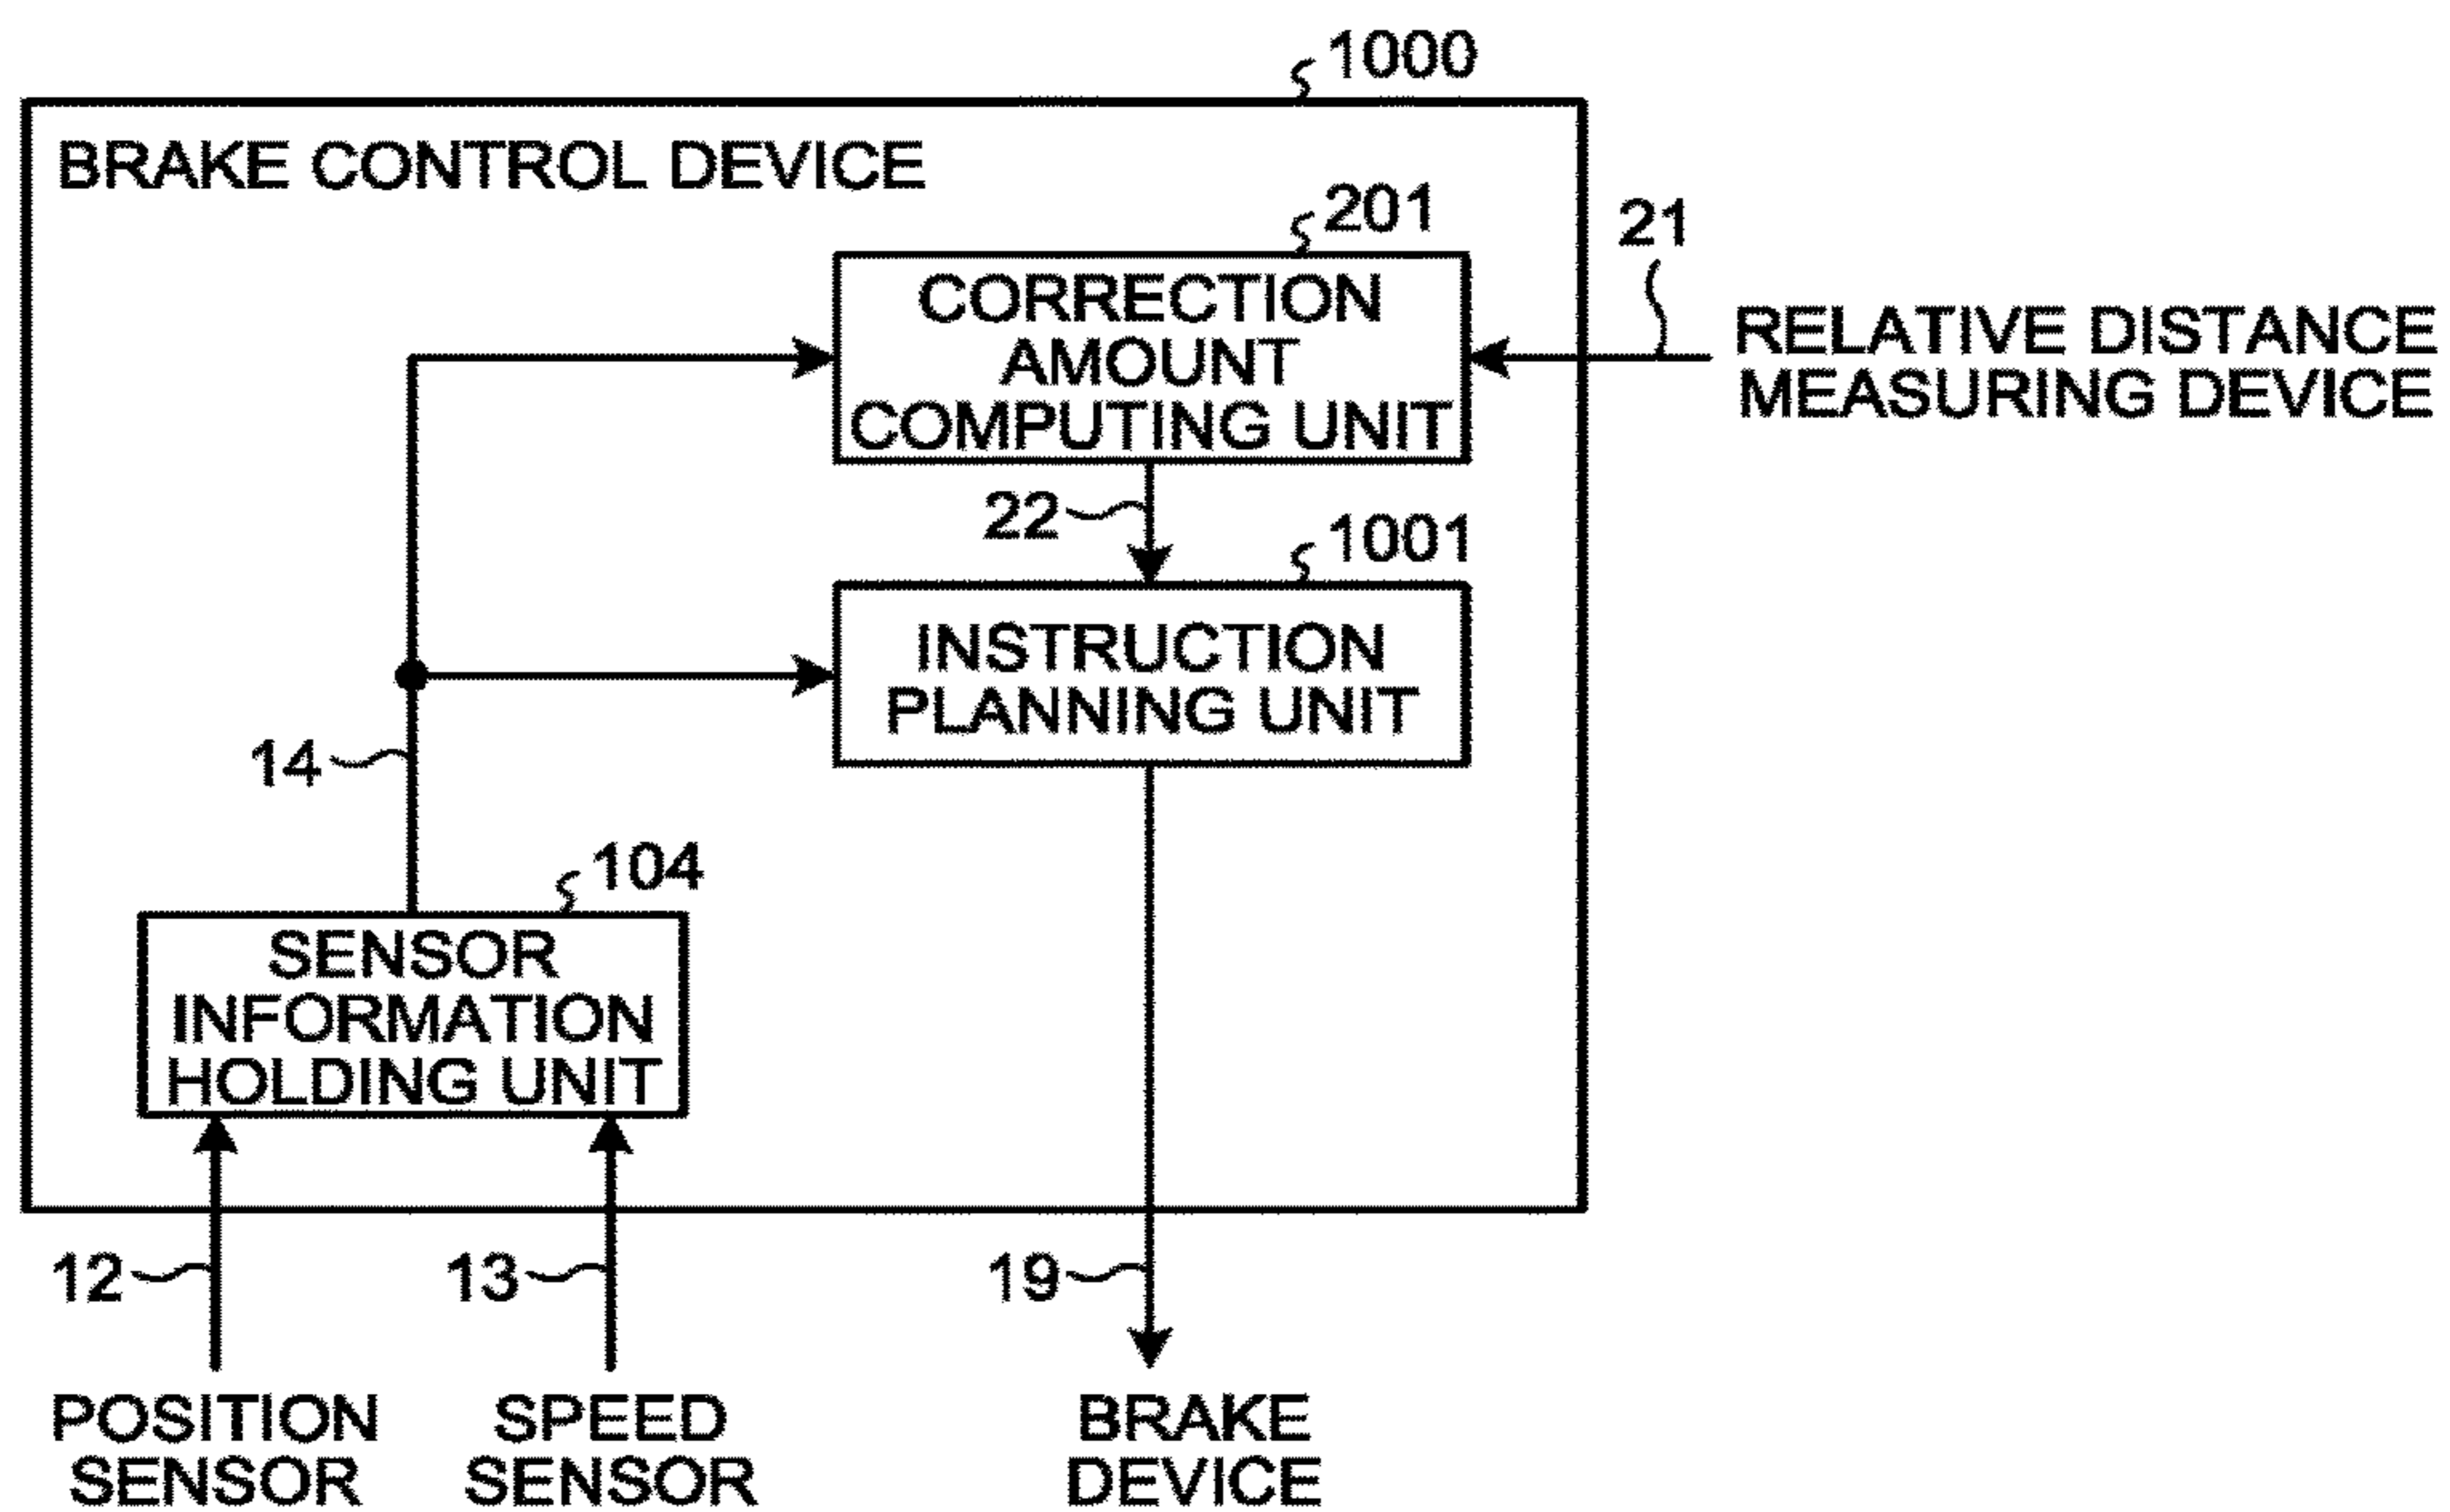 1000
BRAKE CONTROL DEVICE
201
21
CORRECTION
AMOUNT
COMPUTING UNIT
RELATIVE DISTANCE
MEASURING DEVICE
22
1001
INSTRUCTION
PLANNING UNIT
14
104
SENSOR
INFORMATION
HOLDING UNIT
12
13
19
POSITION
SENSOR
SPEED
SENSOR
BRAKE
DEVICE